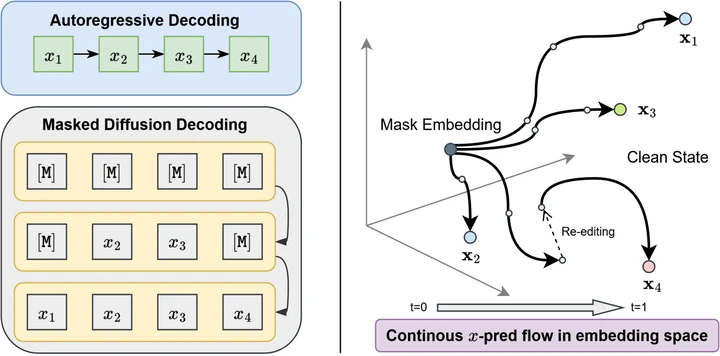 Autoregressive Decoding
x₁ x₂ x₃ x₄
Masked Diffusion Decoding
[M] [M] [M] [M]
[M] x₂ x₃ [M]
x₁ x₂ x₃ x₄
x₁
x₃
Mask Embedding
Clean State
x₂
Re-editing
x₄
t=0 t=1
Continous x-pred flow in embedding space